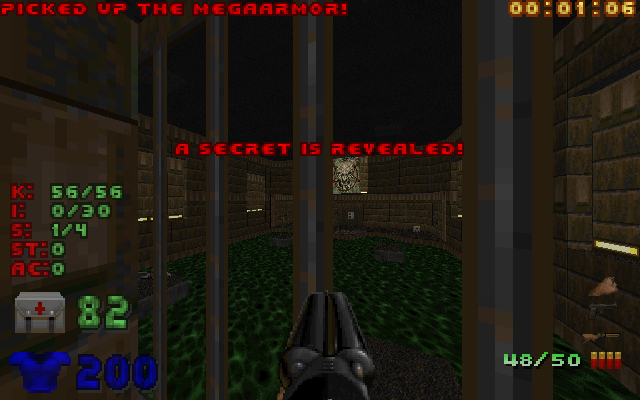 PICKED UP THE MEGAARMOR!
00:01:06
A SECRET IS REVEALED!
K: 56/56
I: 0/30
S: 1/4
ST: 0
AC: 0
82
200
48/50